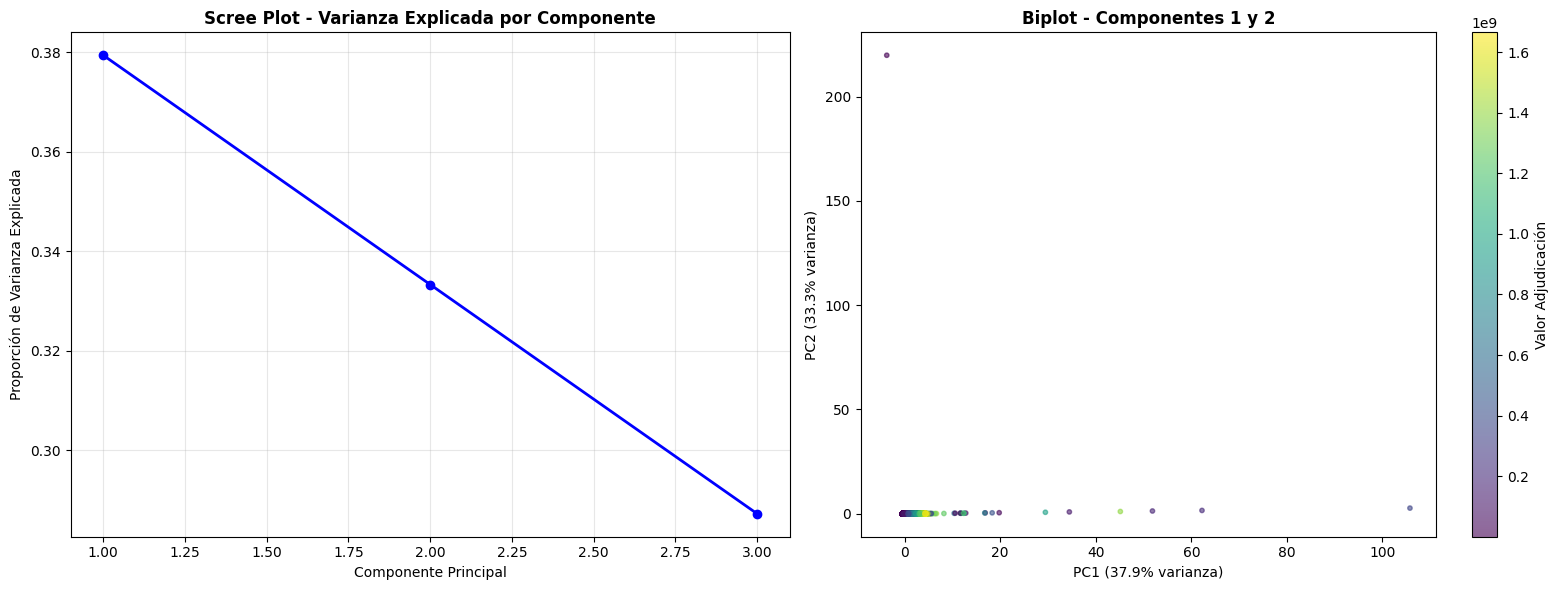 Scree Plot - Varianza Explicada por Componente
Proporción de Varianza Explicada
0.38
0.36
0.34
0.32
0.30
1.00 1.25 1.50 1.75 2.00 2.25 2.50 2.75 3.00
Componente Principal
Biplot - Componentes 1 y 2
PC2 (33.3% varianza)
200
150
100
50
0
0 20 40 60 80 100
PC1 (37.9% varianza)
1e9
1.6
1.4
1.2
1.0
0.8
0.6
0.4
0.2
Valor Adjudicación